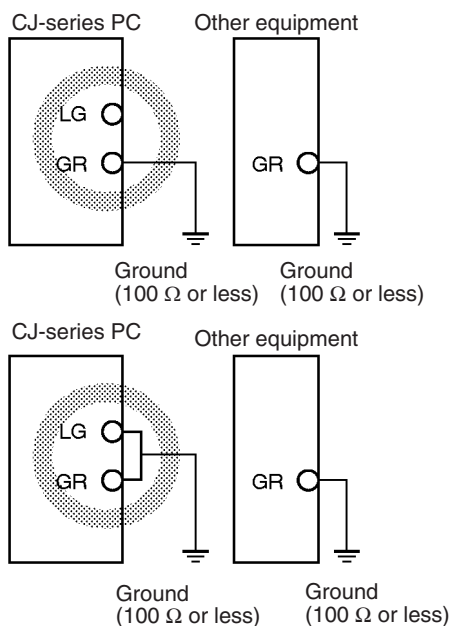 CJ-series PC
Other equipment
LG
GR
GR
Ground
(100 Ω or less)
Ground
(100 Ω or less)
CJ-series PC
Other equipment
LG
GR
GR
Ground
(100 Ω or less)
Ground
(100 Ω or less)